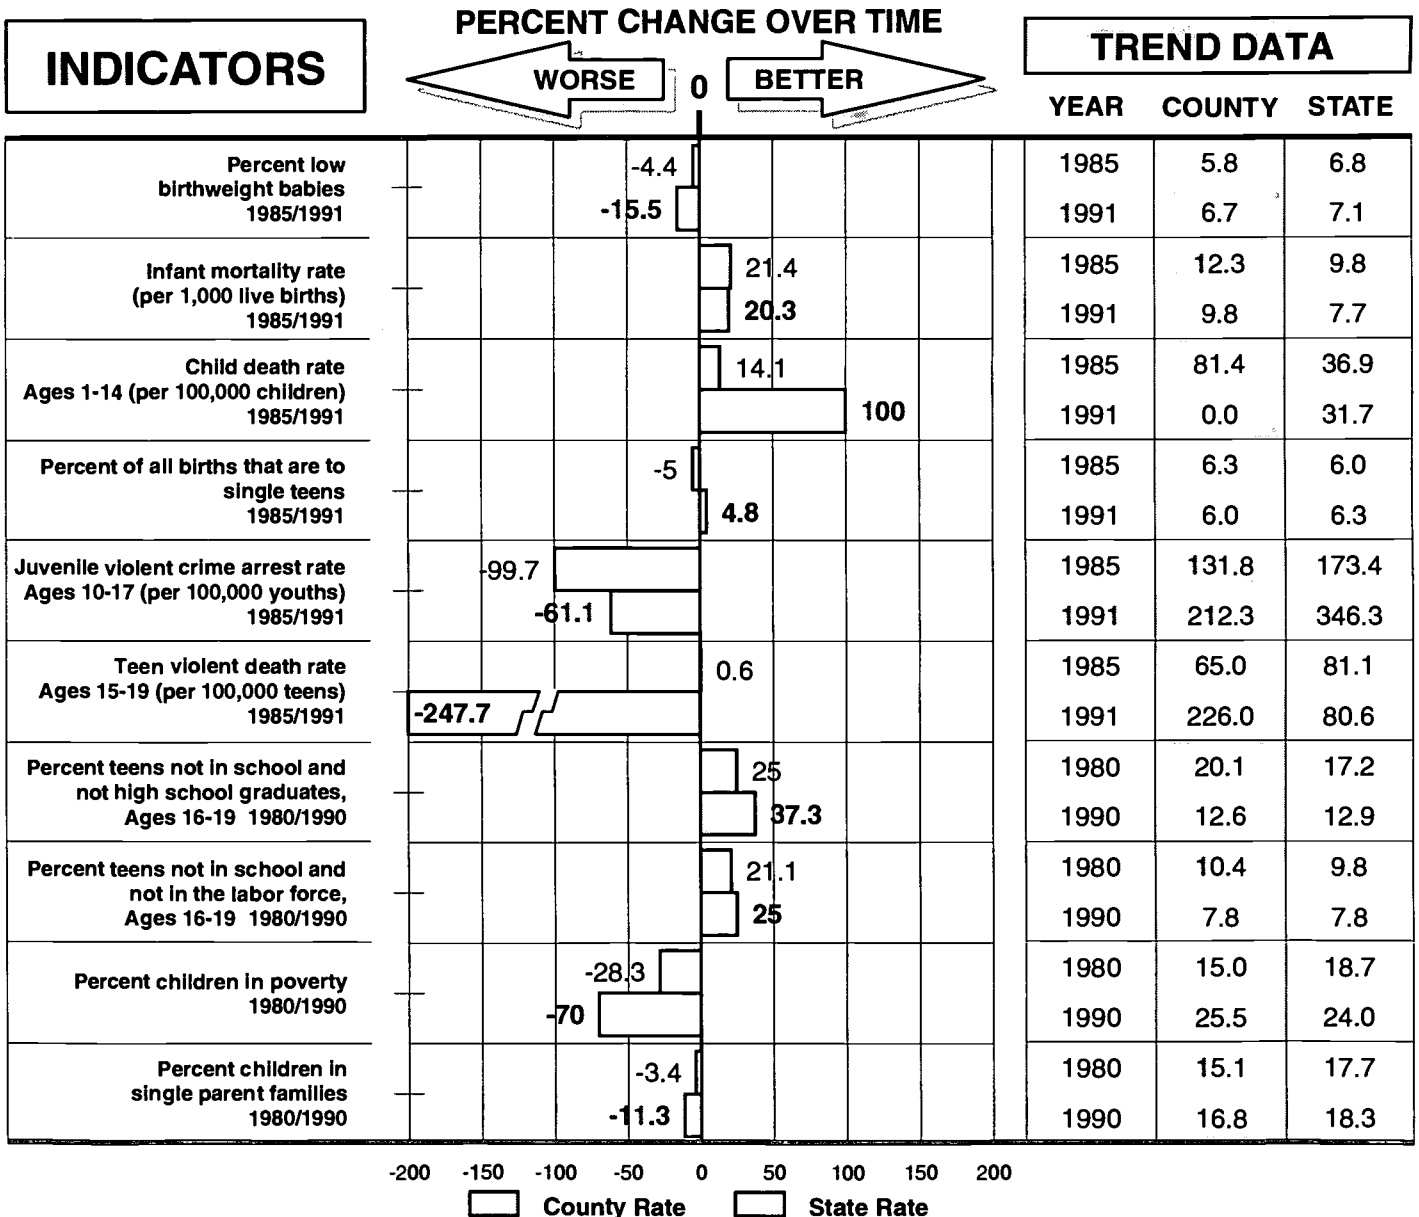 PERCENT CHANGE OVER TIME
INDICATORS
WORSE
0
BETTER
TREND DATA
YEAR COUNTY STATE
Percent low
birthweight babies
1985/1991
-4.4
-15.5
1985 5.8 6.8
1991 6.7 7.1
Infant mortality rate
(per 1,000 live births)
1985/1991
21.4
20.3
1985 12.3 9.8
1991 9.8 7.7
Child death rate
Ages 1-14 (per 100,000 children)
1985/1991
14.1
100
1985 81.4 36.9
1991 0.0 31.7
Percent of all births that are to
single teens
1985/1991
-5
4.8
1985 6.3 6.0
1991 6.0 6.3
Juvenile violent crime arrest rate
Ages 10-17 (per 100,000 youths)
1985/1991
-99.7
-61.1
1985 131.8 173.4
1991 212.3 346.3
Teen violent death rate
Ages 15-19 (per 100,000 teens)
1985/1991
0.6
-247.7
1985 65.0 81.1
1991 226.0 80.6
Percent teens not in school and
not high school graduates,
Ages 16-19 1980/1990
25
37.3
1980 20.1 17.2
1990 12.6 12.9
Percent teens not in school and
not in the labor force,
Ages 16-19 1980/1990
21.1
25
1980 10.4 9.8
1990 7.8 7.8
Percent children in poverty
1980/1990
-28.3
-70
1980 15.0 18.7
1990 25.5 24.0
Percent children in
single parent families
1980/1990
-3.4
-11.3
1980 15.1 17.7
1990 16.8 18.3
-200 -150 -100 -50 0 50 100 150 200
County Rate State Rate